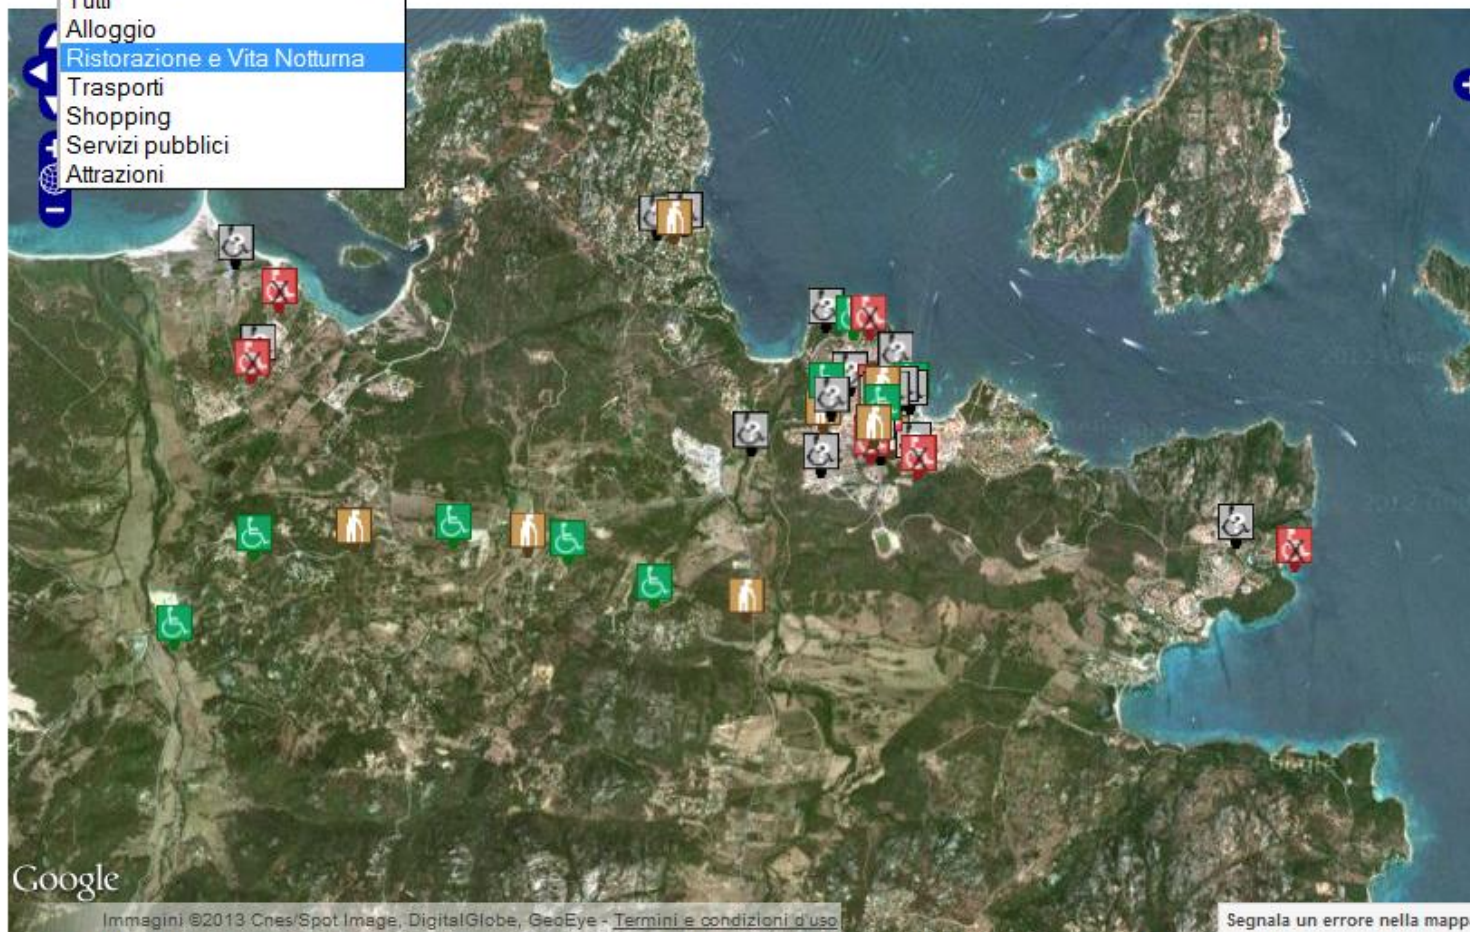 Tutti
Alloggio
Ristorazione e Vita Notturna
Trasporti
Shopping
Servizi pubblici
Attrazioni
Google
Immagini ©2013 Cnes/Spot Image, DigitalGlobe, GeoEye - Termini e condizioni d'uso
Segnala un errore nella mapp